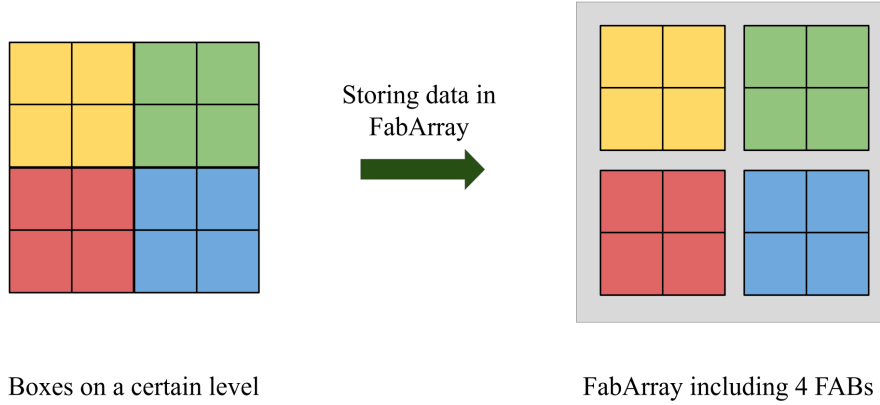 Storing data in
FabArray
Boxes on a certain level
FabArray including 4 FABs